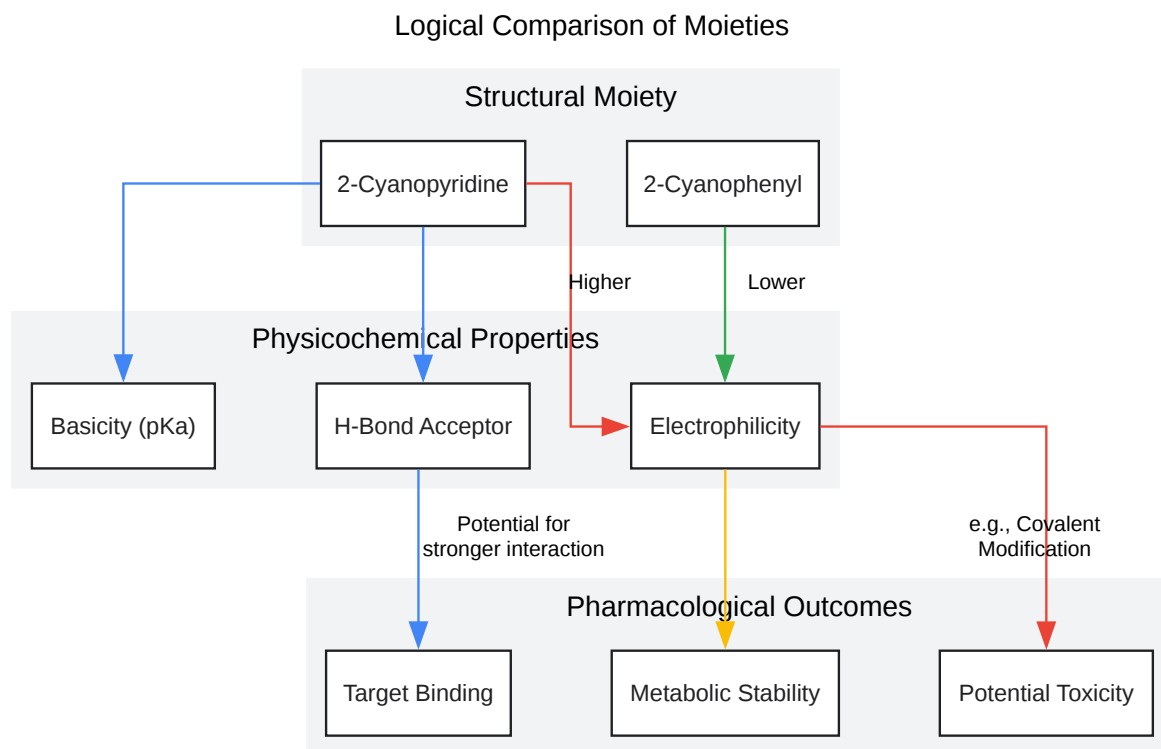 Logical Comparison of Moieties
Structural Moiety
2-Cyanopyridine
2-Cyanophenyl
Higher
Lower
Physicochemical Properties
Basicity (pKa)
H-Bond Acceptor
Electrophilicity
Potential for
stronger interaction
e.g., Covalent
Modification
Pharmacological Outcomes
Target Binding
Metabolic Stability
Potential Toxicity